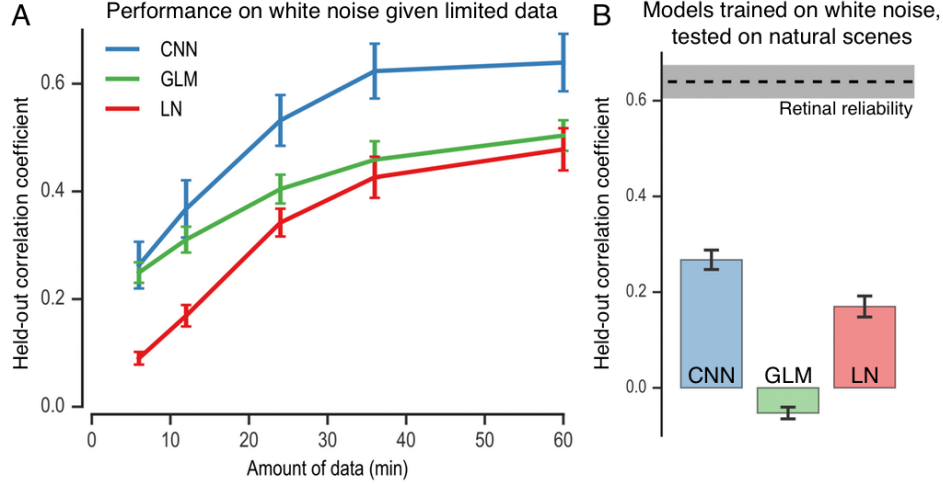 A
Performance on white noise given limited data
CNN
GLM
LN
Held-out correlation coefficient
0.6
0.4
0.2
0.0
0
10
20
30
40
50
60
Amount of data (min)
B
Models trained on white noise,
tested on natural scenes
Held-out correlation coefficient
0.6
0.4
0.2
0.0
Retinal reliability
CNN
GLM
LN